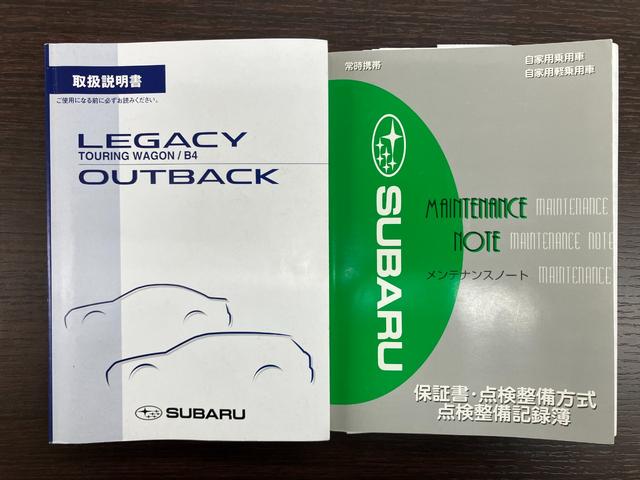 取扱説明書
ご使用になる前に必ずお読みください。
LEGACY
TOURING WAGON / B4
OUTBACK
SUBARU
常時携帯
自家用乗用車
自家用軽乗用車
SUBARU
MAINTENANCE MAINTENANCE
NOTE MAINTENANCE NOTE
メンテナンスノート MAINTENANCE
保証書・点検整備方式
点検整備記録簿